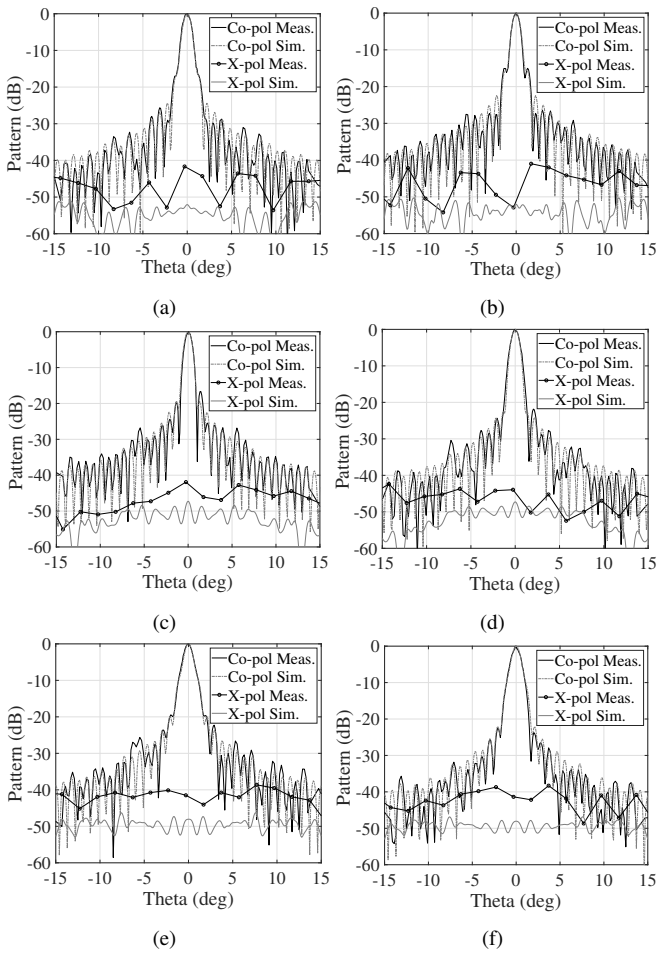 Pattern (dB)
0
-10
-20
-30
-40
-50
-60
Co-pol Meas.
Co-pol Sim.
X-pol Meas.
X-pol Sim.
-15 -10 -5 0 5 10 15
Theta (deg)
(a)
Pattern (dB)
0
-10
-20
-30
-40
-50
-60
Co-pol Meas.
Co-pol Sim.
X-pol Meas.
X-pol Sim.
-15 -10 -5 0 5 10 15
Theta (deg)
(b)
Pattern (dB)
0
-10
-20
-30
-40
-50
-60
Co-pol Meas.
Co-pol Sim.
X-pol Meas.
X-pol Sim.
-15 -10 -5 0 5 10 15
Theta (deg)
(c)
Pattern (dB)
0
-10
-20
-30
-40
-50
-60
Co-pol Meas.
Co-pol Sim.
X-pol Meas.
X-pol Sim.
-15 -10 -5 0 5 10 15
Theta (deg)
(d)
Pattern (dB)
0
-10
-20
-30
-40
-50
-60
Co-pol Meas.
Co-pol Sim.
X-pol Meas.
X-pol Sim.
-15 -10 -5 0 5 10 15
Theta (deg)
(e)
Pattern (dB)
0
-10
-20
-30
-40
-50
-60
Co-pol Meas.
Co-pol Sim.
X-pol Meas.
X-pol Sim.
-15 -10 -5 0 5 10 15
Theta (deg)
(f)